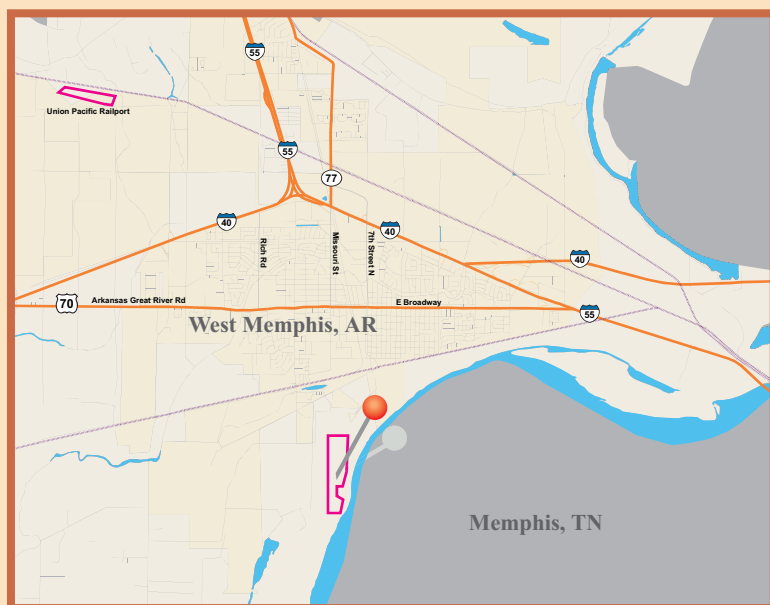 55
Union Pacific Railport
55
77
40
40
Rich Rd
Missouri St
7th Street N
40
70
Arkansas Great River Rd
E Broadway
55
West Memphis, AR
Memphis, TN